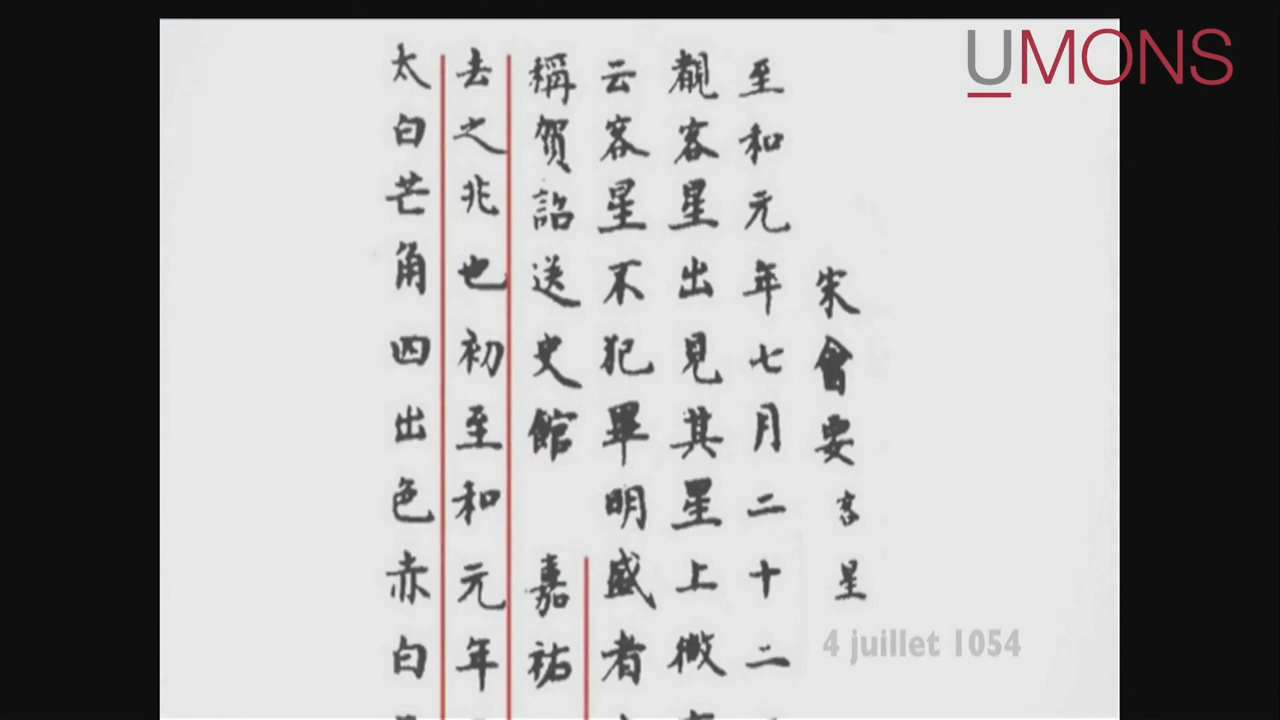 UMONS
宋會要 客星
至和元年七月二十二
覩客星出見其星上微
云客星不犯畢明盛者
稱賀詔送史館 嘉祐
去之兆也初至和元年
太白芒角四出色赤白
4 juillet 1054